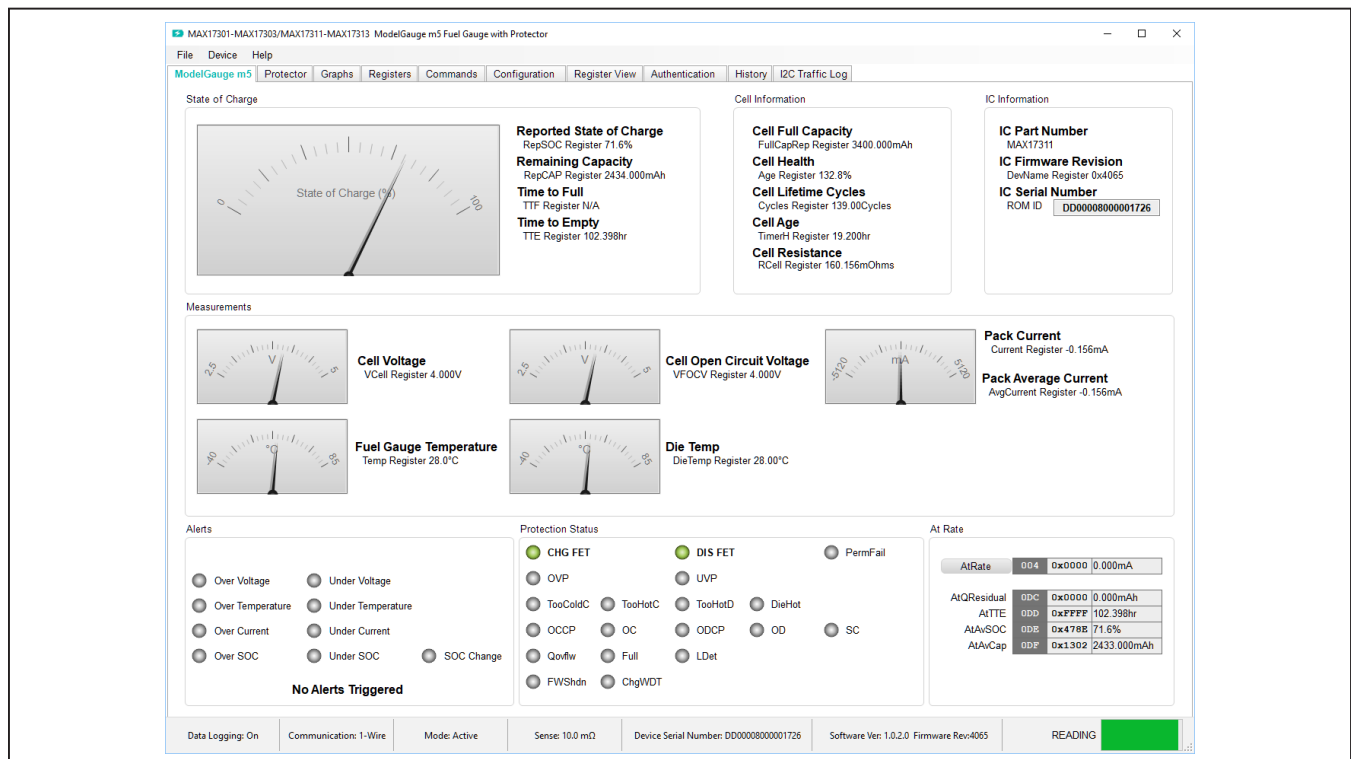 MAX17301-MAX17303/MAX17311-MAX17313 ModelGauge m5 Fuel Gauge with Protector
File Device Help
ModelGauge m5 Protector Graphs Registers Commands Configuration Register View Authentication History I2C Traffic Log
State of Charge
State of Charge (%)
0
100
Reported State of Charge
RepSOC Register 71.6%
Remaining Capacity
RepCAP Register 2434.000mAh
Time to Full
TTF Register N/A
Time to Empty
TTE Register 102.398hr
Cell Information
Cell Full Capacity
FullCapRep Register 3400.000mAh
Cell Health
Age Register 132.8%
Cell Lifetime Cycles
Cycles Register 139.00Cycles
Cell Age
TimerH Register 19.200hr
Cell Resistance
RCell Register 160.156mOhms
IC Information
IC Part Number
MAX17311
IC Firmware Revision
DevName Register 0x4065
IC Serial Number
ROM ID DD00008000001726
Measurements
2.5 V 5
Cell Voltage
VCell Register 4.000V
2.5 V 5
Cell Open Circuit Voltage
VFOCV Register 4.000V
-5120 mA 5120
Pack Current
Current Register -0.156mA
Pack Average Current
AvgCurrent Register -0.156mA
-40 °C 85
Fuel Gauge Temperature
Temp Register 28.0°C
-40 °C 85
Die Temp
DieTemp Register 28.00°C
Alerts
Over Voltage Under Voltage
Over Temperature Under Temperature
Over Current Under Current
Over SOC Under SOC SOC Change
No Alerts Triggered
Protection Status
CHG FET DIS FET PermFail
OVP UVP
TooColdC TooHotC TooHotD DieHot
OCCP OC ODCP OD SC
Qovflw Full LDet
FWShdn ChgWDT
At Rate
AtRate 004 0x0000 0.000mA
AtQResidual 0DC 0x0000 0.000mAh
AtTTE 0DD 0xFFFF 102.398hr
AtAvSOC 0DE 0x478E 71.6%
AtAvCap 0DF 0x1302 2433.000mAh
Data Logging: On Communication: 1-Wire Mode: Active Sense: 10.0 mΩ Device Serial Number: DD00008000001726 Software Ver: 1.0.2.0 Firmware Rev:4065 READING